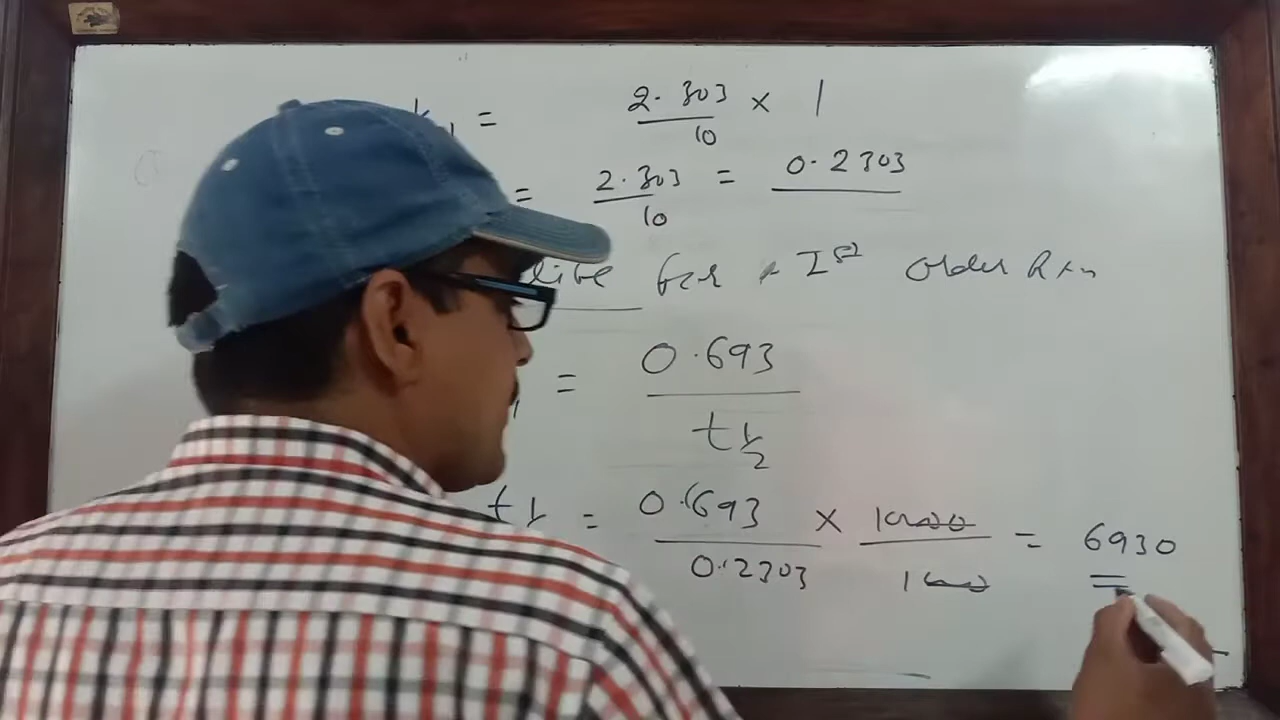 = 2.303/10 × 1
= 2.303/10 = 0.2303
life for 1st order Rxn
= 0.693/t½
t½ = 0.693/0.2303 × 10000/1000 = 6930